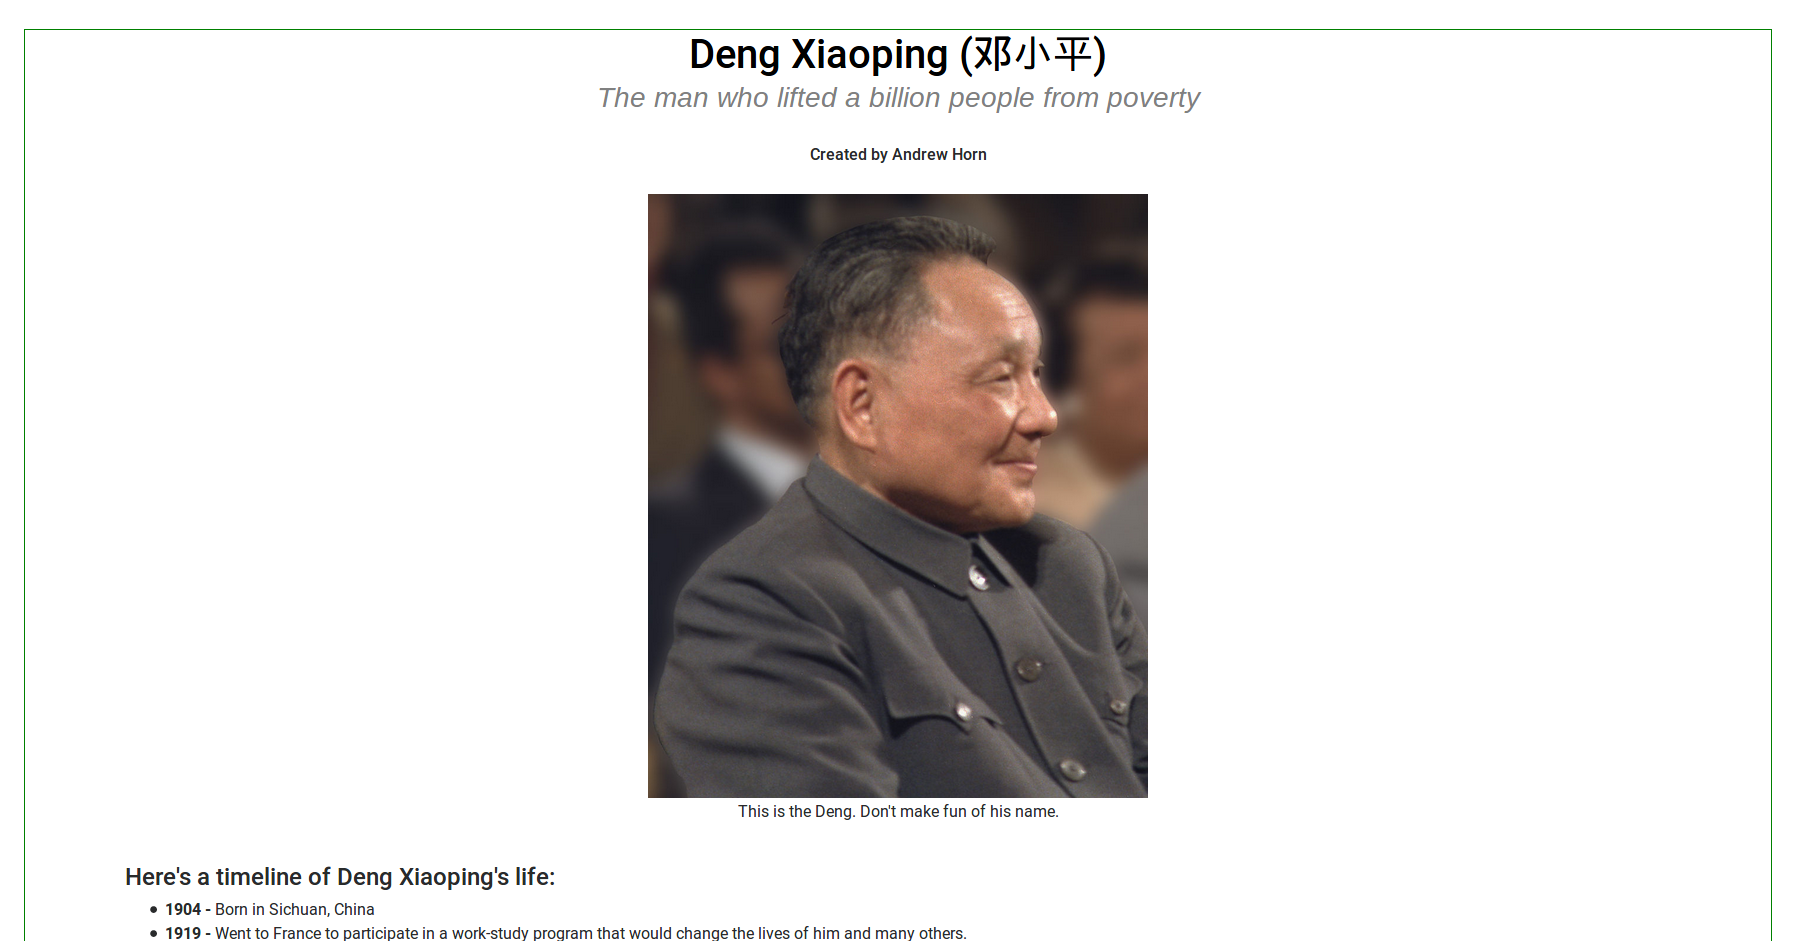 Deng Xiaoping (邓小平)
The man who lifted a billion people from poverty
Created by Andrew Horn
This is the Deng. Don't make fun of his name.
Here's a timeline of Deng Xiaoping's life:
1904 - Born in Sichuan, China
1919 - Went to France to participate in a work-study program that would change the lives of him and many others.